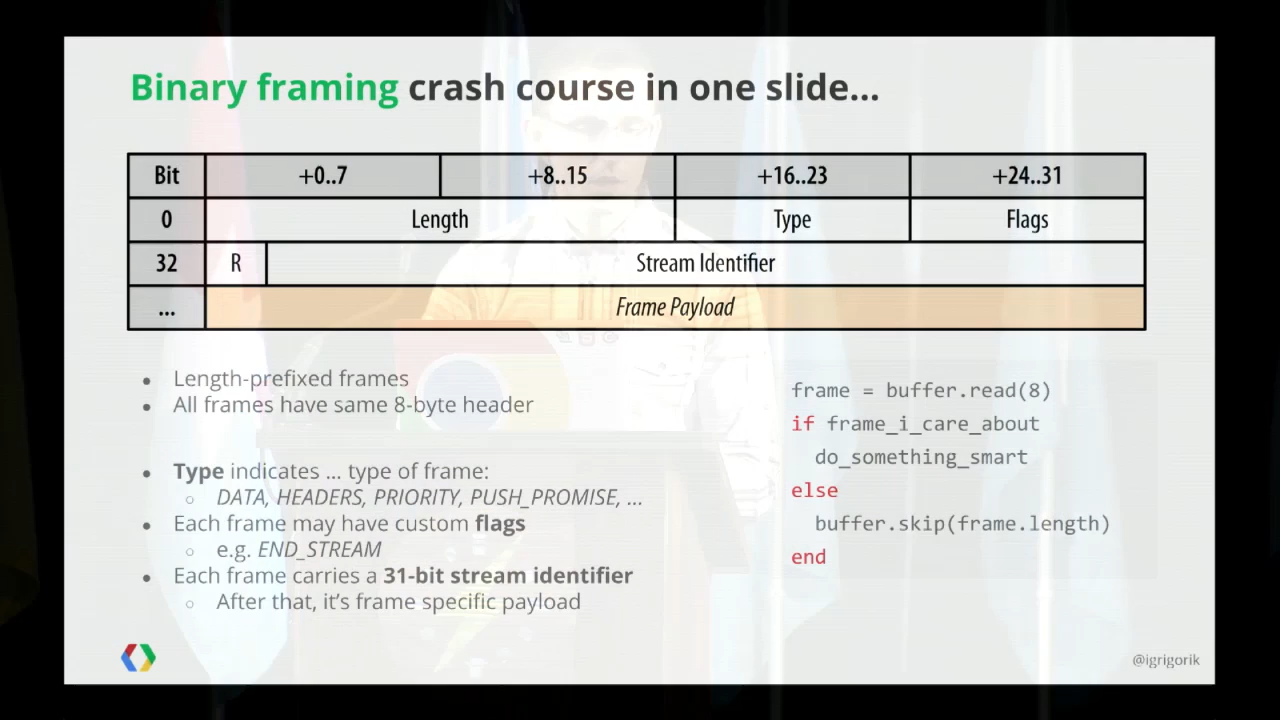 Binary framing crash course in one slide...
Bit +0..7 +8..15 +16..23 +24..31
0 Length Type Flags
32 R Stream Identifier
... Frame Payload
• Length-prefixed frames
• All frames have same 8-byte header
• Type indicates ... type of frame:
○ DATA, HEADERS, PRIORITY, PUSH_PROMISE, ...
• Each frame may have custom flags
○ e.g. END_STREAM
• Each frame carries a 31-bit stream identifier
○ After that, it's frame specific payload
frame = buffer.read(8)
if frame_i_care_about
do_something_smart
else
buffer.skip(frame.length)
end
@igrigorik